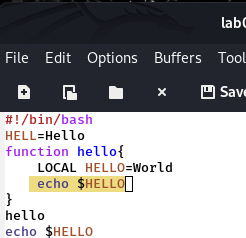 lab
File Edit Options Buffers Tool
Save
#!/bin/bash
HELL=Hello
function hello{
LOCAL HELLO=World
echo $HELLO
}
hello
echo $HELLO